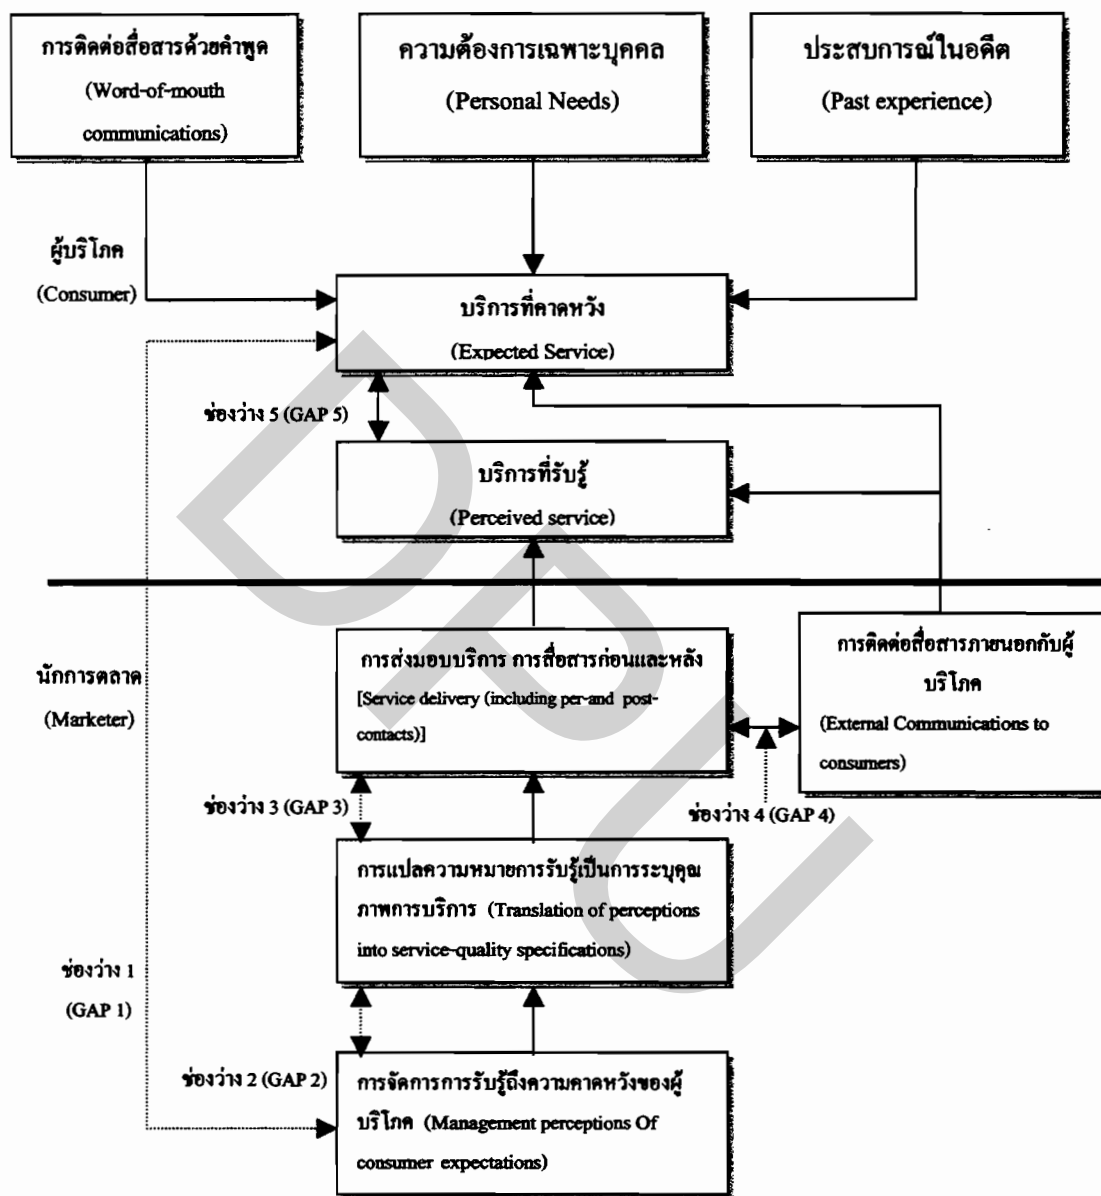 การติดต่อสื่อสารด้วยคำพูด
(Word-of-mouth
communications)
ความต้องการเฉพาะบุคคล
(Personal Needs)
ประสบการณ์ในอดีต
(Past experience)
ผู้บริโภค
(Consumer)
บริการที่คาดหวัง
(Expected Service)
ช่องว่าง 5 (GAP 5)
บริการที่รับรู้
(Perceived service)
นักการตลาด
(Marketer)
การส่งมอบบริการ การสื่อสารก่อนและหลัง
[Service delivery (including per-and post-
contacts)]
การติดต่อสื่อสารภายนอกกับผู้
บริโภค
(External Communications to
consumers)
ช่องว่าง 3 (GAP 3)
ช่องว่าง 4 (GAP 4)
การแปลความหมายการรับรู้เป็นการระบุคุณ
ภาพการบริการ (Translation of perceptions
into service-quality specifications)
ช่องว่าง 1
(GAP 1)
ช่องว่าง 2 (GAP 2)
การจัดการการรับรู้ถึงความคาดหวังของผู้
บริโภค (Management perceptions Of
consumer expectations)
DPU